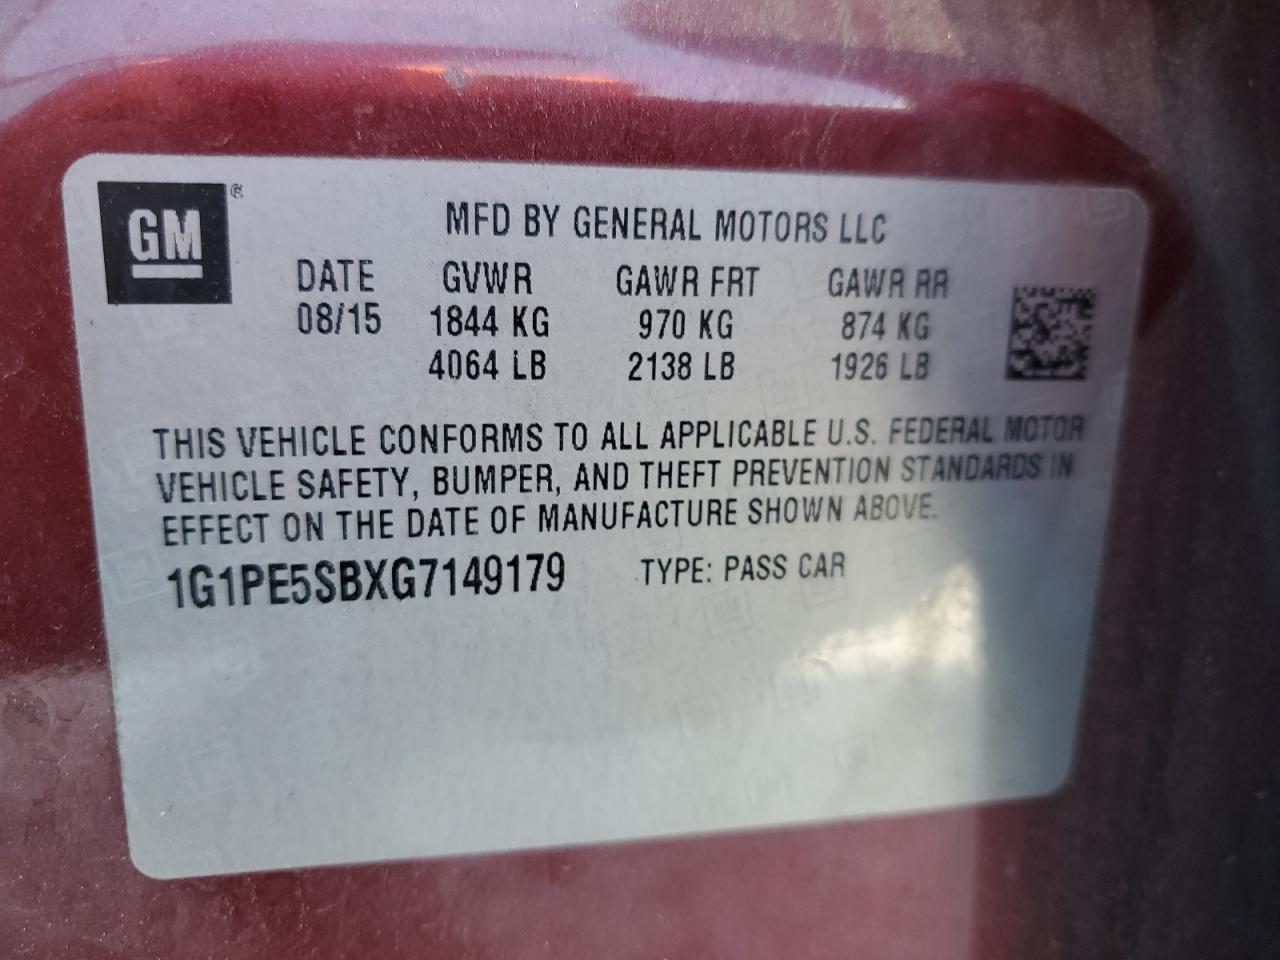 GM®
MFD BY GENERAL MOTORS LLC
DATE GVWR GAWR FRT GAWR RR
08/15 1844 KG 970 KG 874 KG
4064 LB 2138 LB 1926 LB
THIS VEHICLE CONFORMS TO ALL APPLICABLE U.S. FEDERAL MOTOR
VEHICLE SAFETY, BUMPER, AND THEFT PREVENTION STANDARDS IN
EFFECT ON THE DATE OF MANUFACTURE SHOWN ABOVE.
1G1PE5SBXG7149179 TYPE: PASS CAR